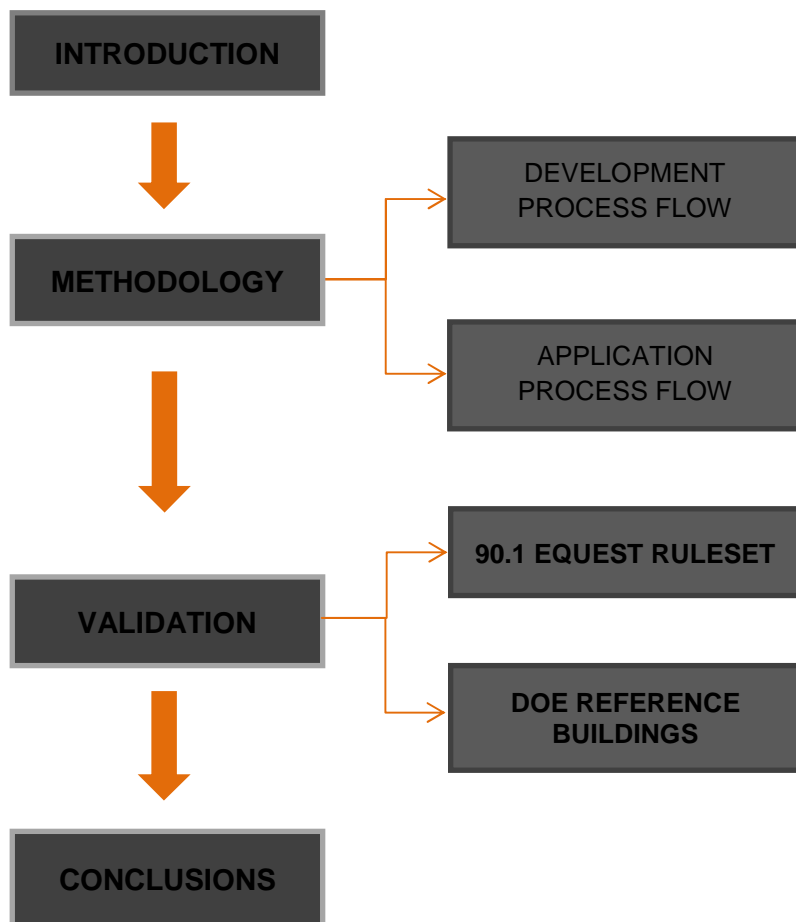 INTRODUCTION
DEVELOPMENT
PROCESS FLOW
METHODOLOGY
APPLICATION
PROCESS FLOW
90.1 EQUEST RULESET
VALIDATION
DOE REFERENCE
BUILDINGS
CONCLUSIONS